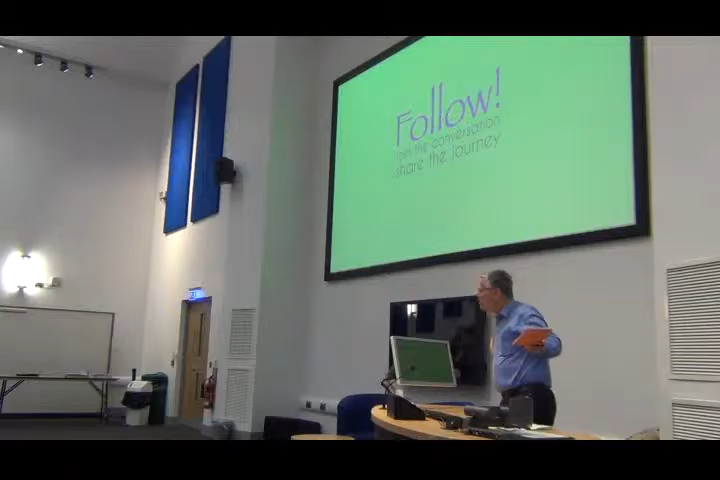 Follow!
join the conversation
share the journey